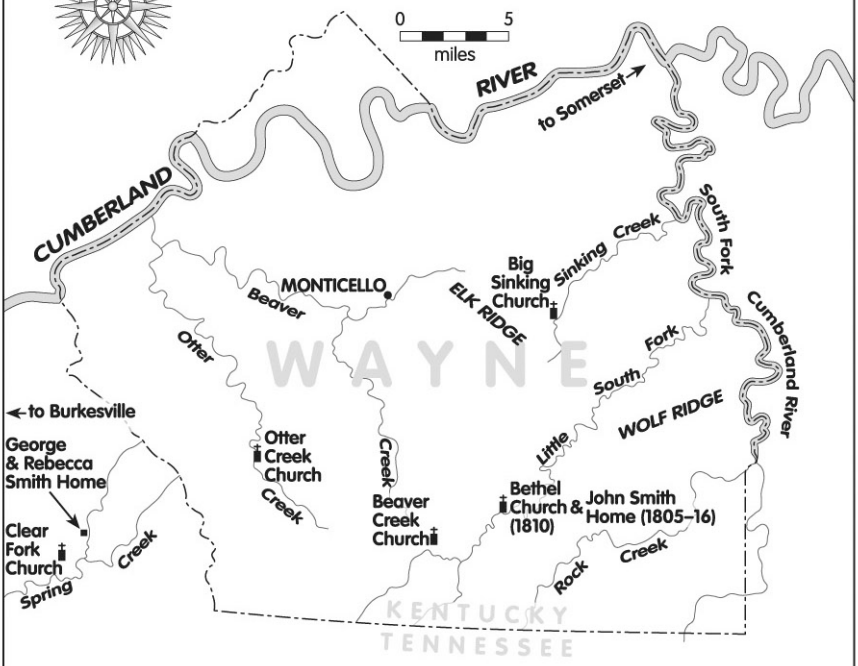 0 5
miles
CUMBERLAND
RIVER
to Somerset
South Fork
Cumberland River
Sinking Creek
Big
Sinking
Church
MONTICELLO
ELK RIDGE
Beaver
Creek
Otter
Creek
WAYNE
Little South Fork
WOLF RIDGE
to Burkesville
George
& Rebecca
Smith Home
Otter
Creek
Church
Clear
Fork
Church
Spring Creek
Beaver
Creek
Church
Bethel
Church &
(1810)
John Smith
Home (1805–16)
Rock Creek
KENTUCKY
TENNESSEE